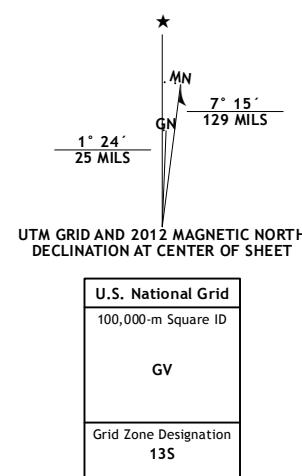 ★
MN
GN
7° 15´
129 MILS
1° 24´
25 MILS
UTM GRID AND 2012 MAGNETIC NORTH
DECLINATION AT CENTER OF SHEET
U.S. National Grid
100,000-m Square ID
GV
Grid Zone Designation
13S